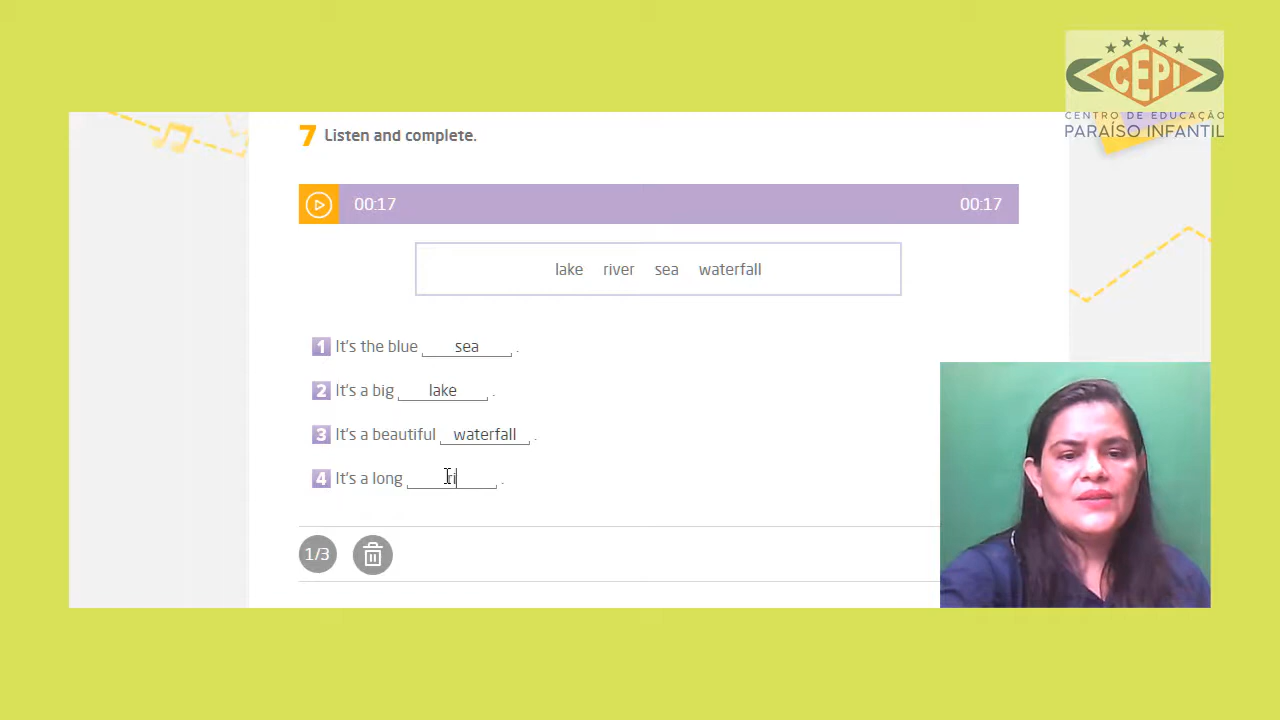 CEPI
CENTRO DE EDUCAÇÃO
PARAÍSO INFANTIL
7 Listen and complete.
00:17 00:17
lake river sea waterfall
1 It's the blue sea .
2 It's a big lake .
3 It's a beautiful waterfall .
4 It's a long ri .
1/3